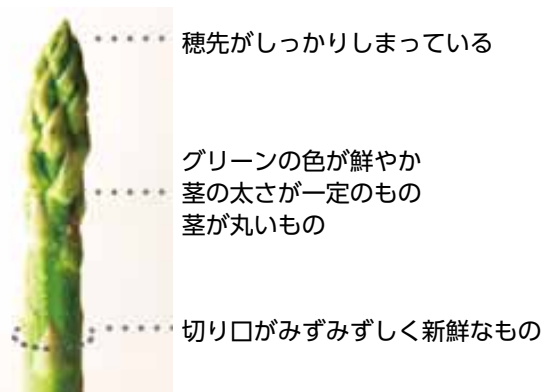 穂先がしっかりしまっている
グリーンの色が鮮やか
茎の太さが一定のもの
茎が丸いもの
切り口がみずみずしく新鮮なもの